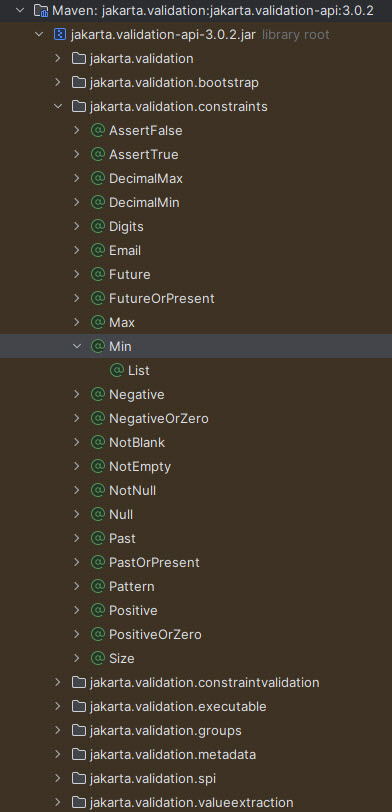 Maven: jakarta.validation:jakarta.validation-api:3.0.2
jakarta.validation-api-3.0.2.jar library root
jakarta.validation
jakarta.validation.bootstrap
jakarta.validation.constraints
AssertFalse
AssertTrue
DecimalMax
DecimalMin
Digits
Email
Future
FutureOrPresent
Max
Min
List
Negative
NegativeOrZero
NotBlank
NotEmpty
NotNull
Null
Past
PastOrPresent
Pattern
Positive
PositiveOrZero
Size
jakarta.validation.constraintvalidation
jakarta.validation.executable
jakarta.validation.groups
jakarta.validation.metadata
jakarta.validation.spi
jakarta.validation.valueextraction